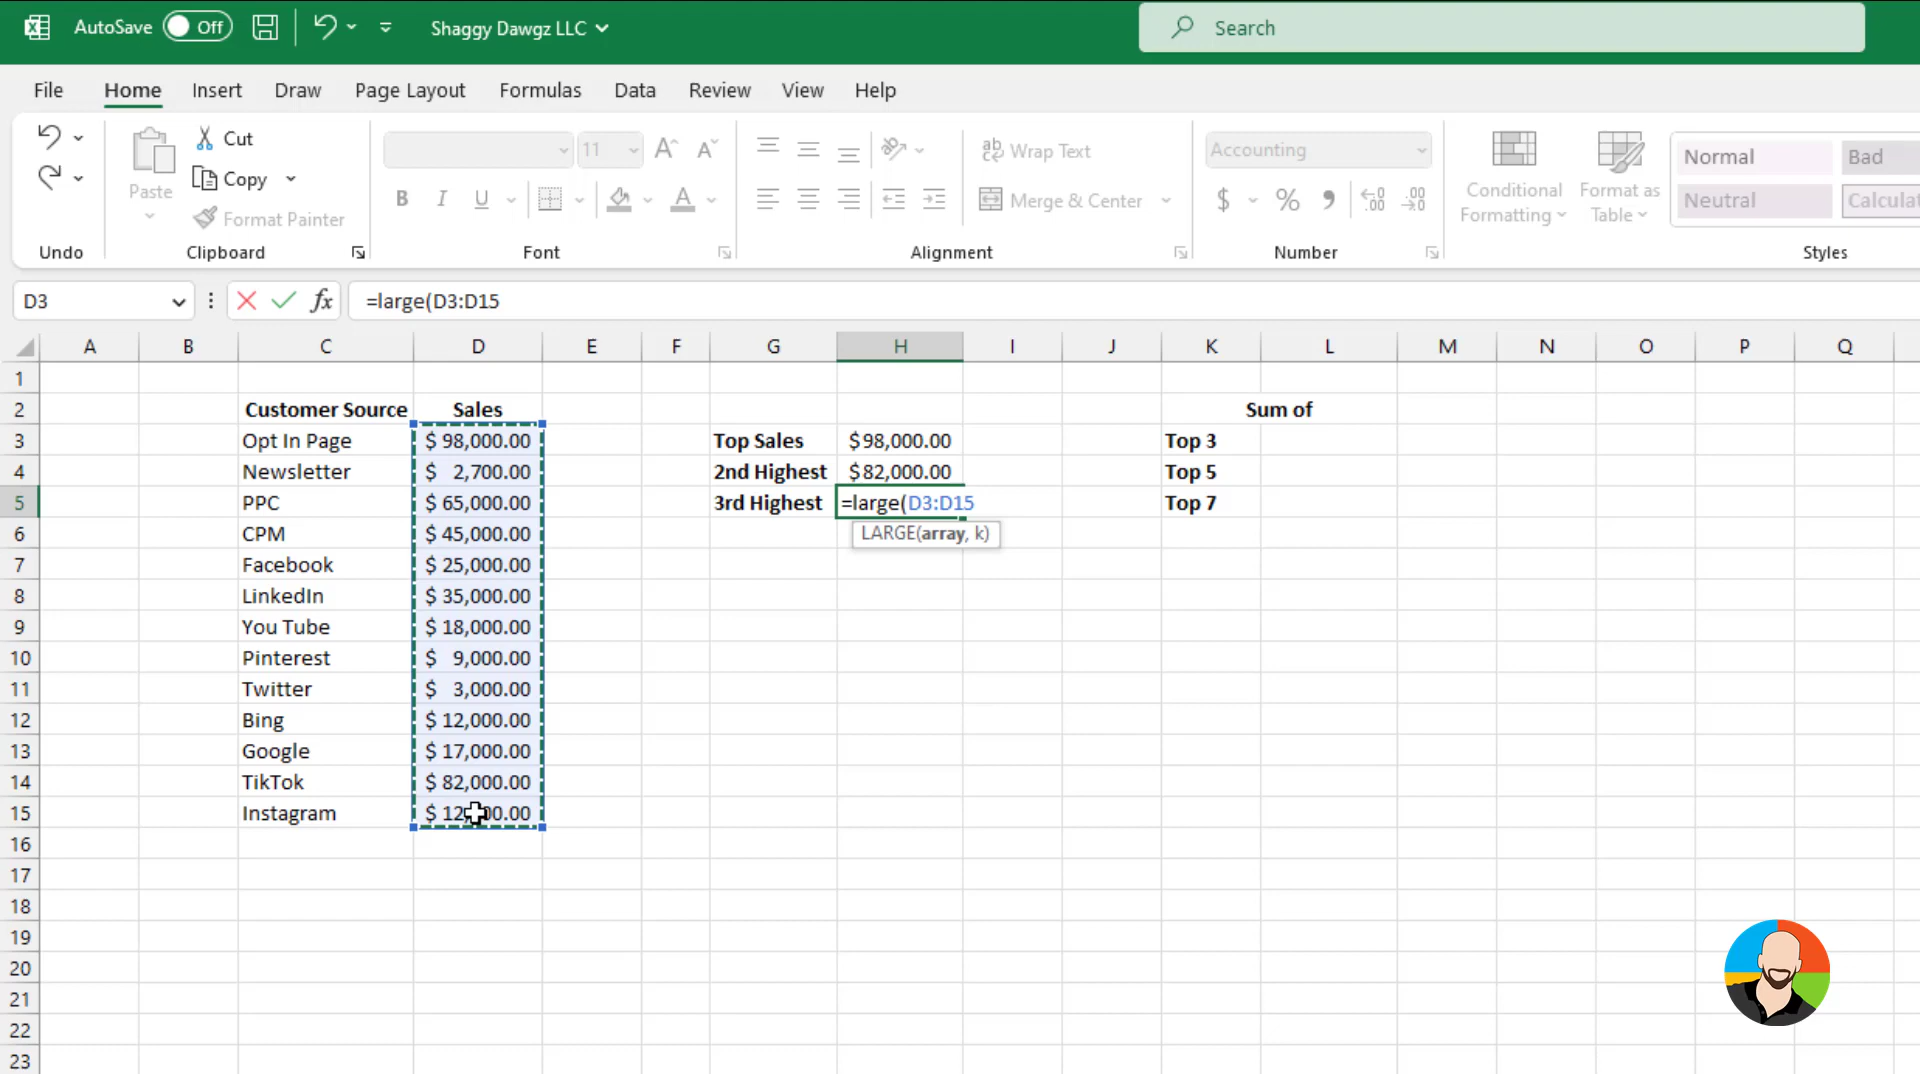 AutoSave Off Shaggy Dawgz LLC Search
File Home Insert Draw Page Layout Formulas Data Review View Help
Cut 11 Wrap Text Accounting Normal Bad
Copy
Paste B I U A Merge & Center $ % Conditional Formatting Format as Table Neutral
Format Painter
Undo Clipboard Font Alignment Number Styles
D3 fx =large(D3:D15
A B C D E F G H I J K L M N O P Q
1
2 Customer Source Sales Sum of
3 Opt In Page $ 98,000.00 Top Sales $98,000.00 Top 3
4 Newsletter $ 2,700.00 2nd Highest $82,000.00 Top 5
5 PPC $ 65,000.00 3rd Highest =large(D3:D15 Top 7
6 CPM $ 45,000.00 LARGE(array, k)
7 Facebook $ 25,000.00
8 LinkedIn $ 35,000.00
9 You Tube $ 18,000.00
10 Pinterest $ 9,000.00
11 Twitter $ 3,000.00
12 Bing $ 12,000.00
13 Google $ 17,000.00
14 TikTok $ 82,000.00
15 Instagram $
16
17
18
19
20
21
22
23